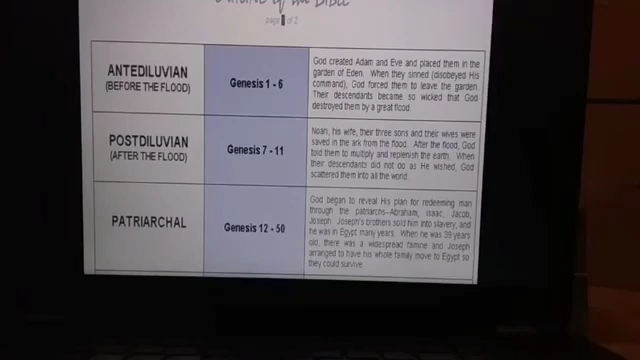 Outline of the Bible
page of 2
ANTEDILUVIAN
(BEFORE THE FLOOD)
Genesis 1 - 6
God created Adam and Eve and placed them in the
garden of Eden. When they sinned (disobeyed His
command), God forced them to leave the garden.
Their descendants became so wicked that God
destroyed them by a great flood.
POSTDILUVIAN
(AFTER THE FLOOD)
Genesis 7 - 11
Noah, his wife, their three sons and their wives were
saved in the ark from the flood. After the flood, God
told them to multiply and replenish the earth. When
their descendants did not do as He wished, God
scattered them into all the world.
PATRIARCHAL
Genesis 12 - 50
God began to reveal His plan for redeeming man
through the patriarchs--Abraham, Isaac, Jacob,
Joseph. Joseph's brothers sold him into slavery, and
he was in Egypt many years. When he was 39 years
old, there was a widespread famine and Joseph
arranged to have his whole family move to Egypt so
they could survive.